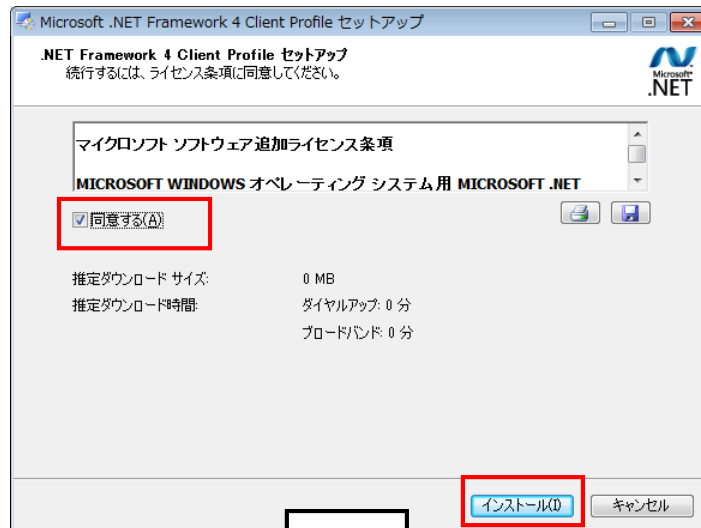 Microsoft .NET Framework 4 Client Profile セットアップ
.NET Framework 4 Client Profile セットアップ
続行するには、ライセンス条項に同意してください。
Microsoft®
.NET
マイクロソフト ソフトウェア追加ライセンス条項
MICROSOFT WINDOWS オペレーティング システム用 MICROSOFT .NET
同意する(A)
推定ダウンロード サイズ: 0 MB
推定ダウンロード時間: ダイヤルアップ: 0 分
ブロードバンド: 0 分
インストール(I) キャンセル